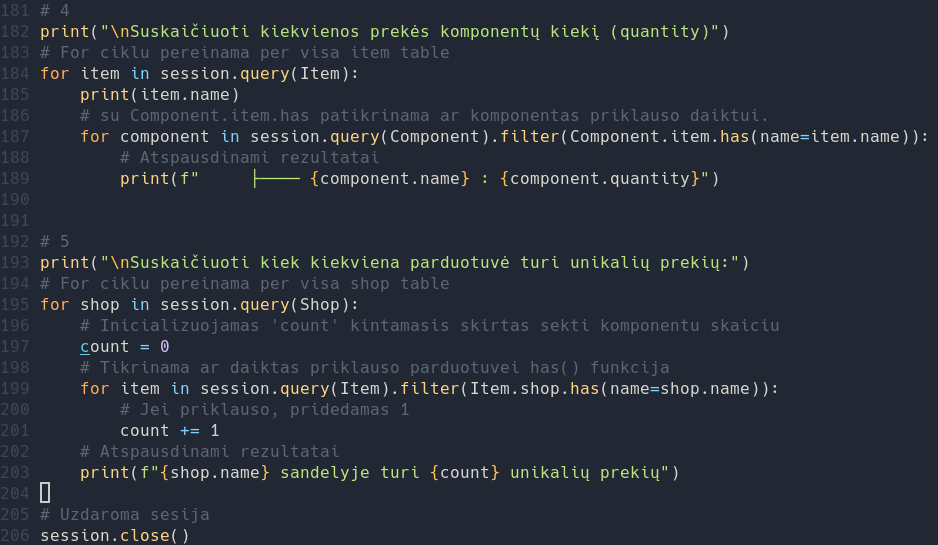 181 # 4
182 print("\nSuskaičiuoti kiekvienos prekės komponentų kiekį (quantity)")
183 # For ciklu pereinama per visa item table
184 for item in session.query(Item):
185     print(item.name)
186     # su Component.item.has patikrinama ar komponentas priklauso daiktui.
187     for component in session.query(Component).filter(Component.item.has(name=item.name)):
188         # Atspausdinami rezultatai
189         print(f"     ├──── {component.name} : {component.quantity}")
190
191
192 # 5
193 print("\nSuskaičiuoti kiek kiekviena parduotuvė turi unikalių prekių:")
194 # For ciklu pereinama per visa shop table
195 for shop in session.query(Shop):
196     # Inicializuojamas 'count' kintamasis skirtas sekti komponentu skaiciu
197     count = 0
198     # Tikrinama ar daiktas priklauso parduotuvei has() funkcija
199     for item in session.query(Item).filter(Item.shop.has(name=shop.name)):
200         # Jei priklauso, pridedamas 1
201         count += 1
202     # Atspausdinami rezultatai
203     print(f"{shop.name} sandelyje turi {count} unikalių prekių")
204
205 # Uzdaroma sesija
206 session.close()